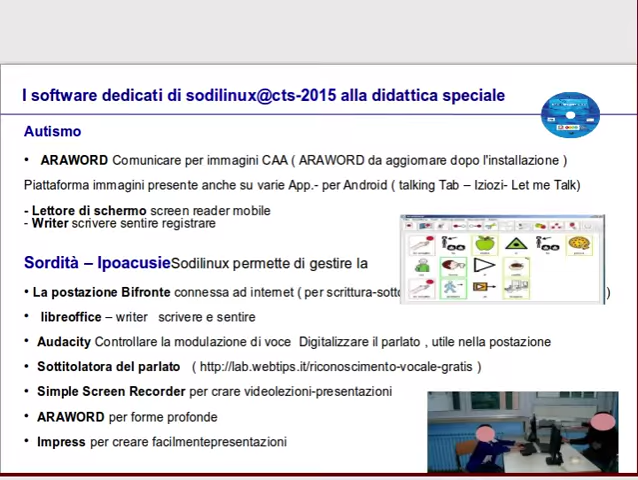 I software dedicati di sodilinux@cts-2015 alla didattica speciale
Autismo
• ARAWORD Comunicare per immagini CAA ( ARAWORD da aggiornare dopo l'installazione )
Piattaforma immagini presente anche su varie App.- per Android ( talking Tab – Iziozi- Let me Talk)
- Lettore di schermo screen reader mobile
- Writer scrivere sentire registrare
Sordità – IpoacusieSodilinux permette di gestire la
• La postazione Bifronte connessa ad internet ( per scrittura-sotto )
• libreoffice – writer scrivere e sentire
• Audacity Controllare la modulazione di voce Digitalizzare il parlato , utile nella postazione
• Sottitolatora del parlato ( http://lab.webtips.it/riconoscimento-vocale-gratis )
• Simple Screen Recorder per crare videolezioni-presentazioni
• ARAWORD per forme profonde
• Impress per creare facilmentepresentazioni